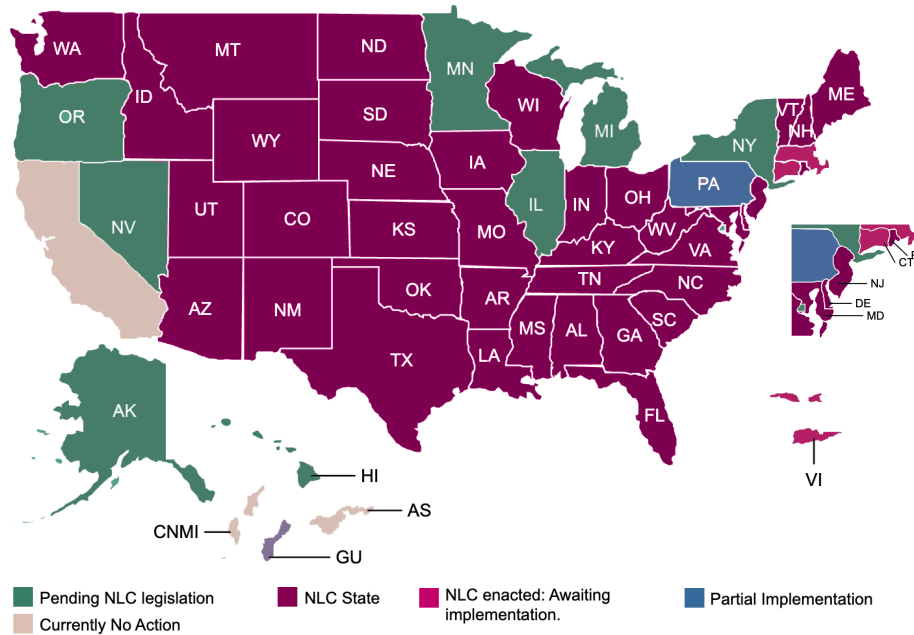 WA
MT
ND
MN
ID
OR
SD
WI
MI
VT
NH
ME
NY
WY
IA
NE
PA
NV
UT
CO
KS
MO
IL
IN
OH
WV
KY
VA
TN
NC
AZ
NM
OK
AR
MS
AL
GA
SC
TX
LA
FL
CT
NJ
DE
MD
AK
HI
VI
CNMI
AS
GU
Pending NLC legislation
NLC State
NLC enacted: Awaiting
implementation.
Partial Implementation
Currently No Action